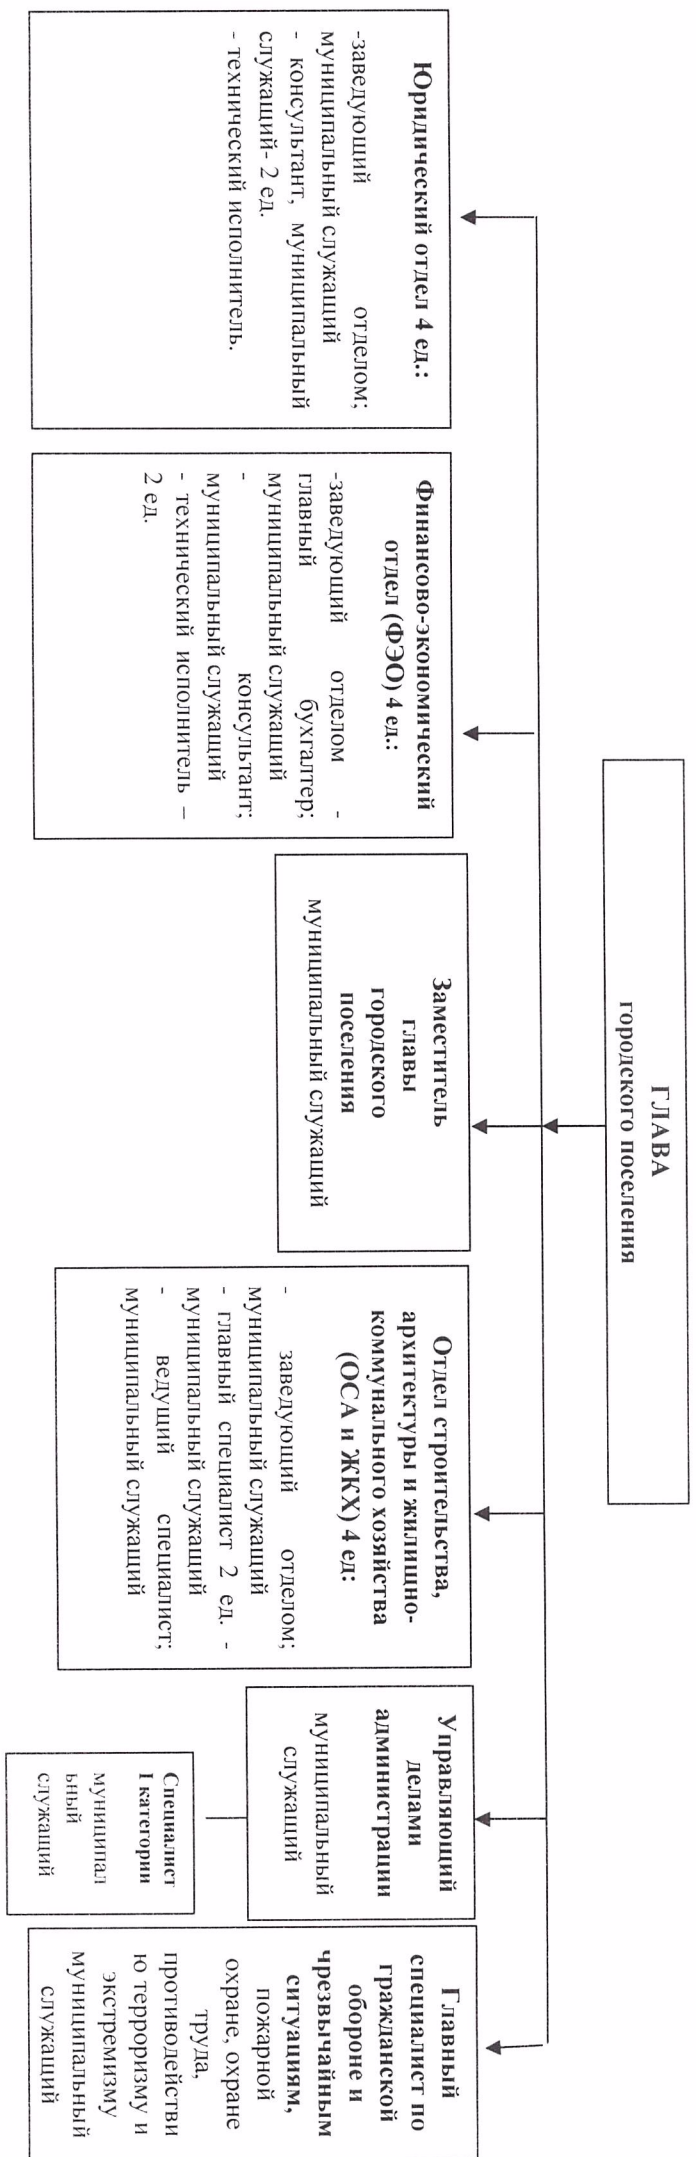 ГЛАВА
городского поселения
Юридический отдел 4 ед.:
-заведующий отделом;
муниципальный служащий
- консультант, муниципальный
служащий- 2 ед.
- технический исполнитель.
Финансово-экономический
отдел (ФЭО) 4 ед.:
-заведующий отделом -
главный бухгалтер;
муниципальный служащий
- консультант;
муниципальный служащий
- технический исполнитель –
2 ед.
Заместитель
главы
городского
поселения
муниципальный служащий
Отдел строительства,
архитектуры и жилищно-
коммунального хозяйства
(ОСА и ЖКХ) 4 ед:
- заведующий отделом;
муниципальный служащий
- главный специалист 2 ед. -
муниципальный служащий
- ведущий специалист;
муниципальный служащий
Управляющий
делами
администрации
муниципальный
служащий
Специалист
I категории
муниципал
ьный
служащий
Главный
специалист по
гражданской
обороне и
чрезвычайным
ситуациям,
пожарной
охране, охране
труда,
противодействи
ю терроризму и
экстремизму
муниципальный
служащий